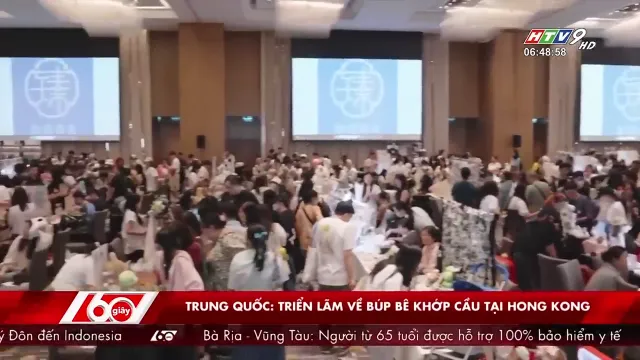 HTV9 HD
06:48:58
60 giây
TRUNG QUỐC: TRIỂN LÃM VỀ BÚP BÊ KHỚP CẦU TẠI HONG KONG
ý Đôn đến Indonesia
Bà Rịa - Vũng Tàu: Người từ 65 tuổi được hỗ trợ 100% bảo hiểm y tế